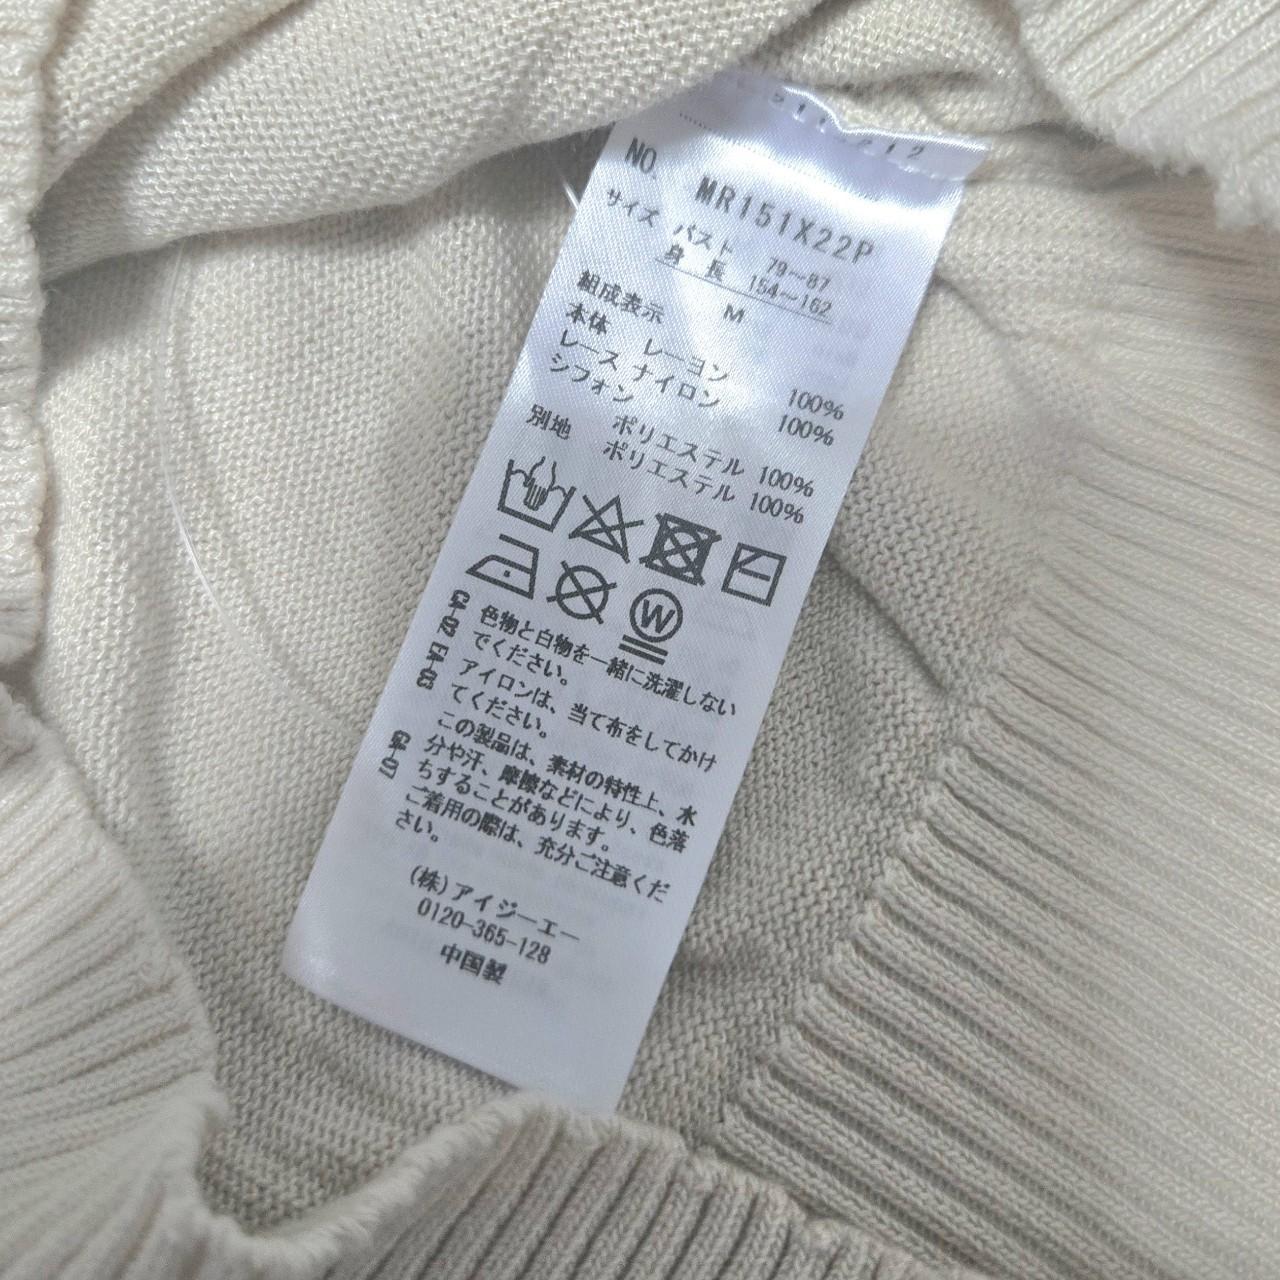 NO. MR151X22P
サイズ バスト 79～87
身 長 154～162
M
組成表示
本体 レーヨン 100%
レース ナイロン 100%
シフォン
ポリエステル 100%
別地 ポリエステル 100%
W
色物と白物を一緒に洗濯しない
でください。
アイロンは、当て布をしてかけ
てください。
この製品は、素材の特性上、水
分や汗、摩擦などにより、色落
ちすることがあります。
ご着用の際は、充分ご注意くだ
さい。
(株)アイジーエー
0120-365-128
中国製